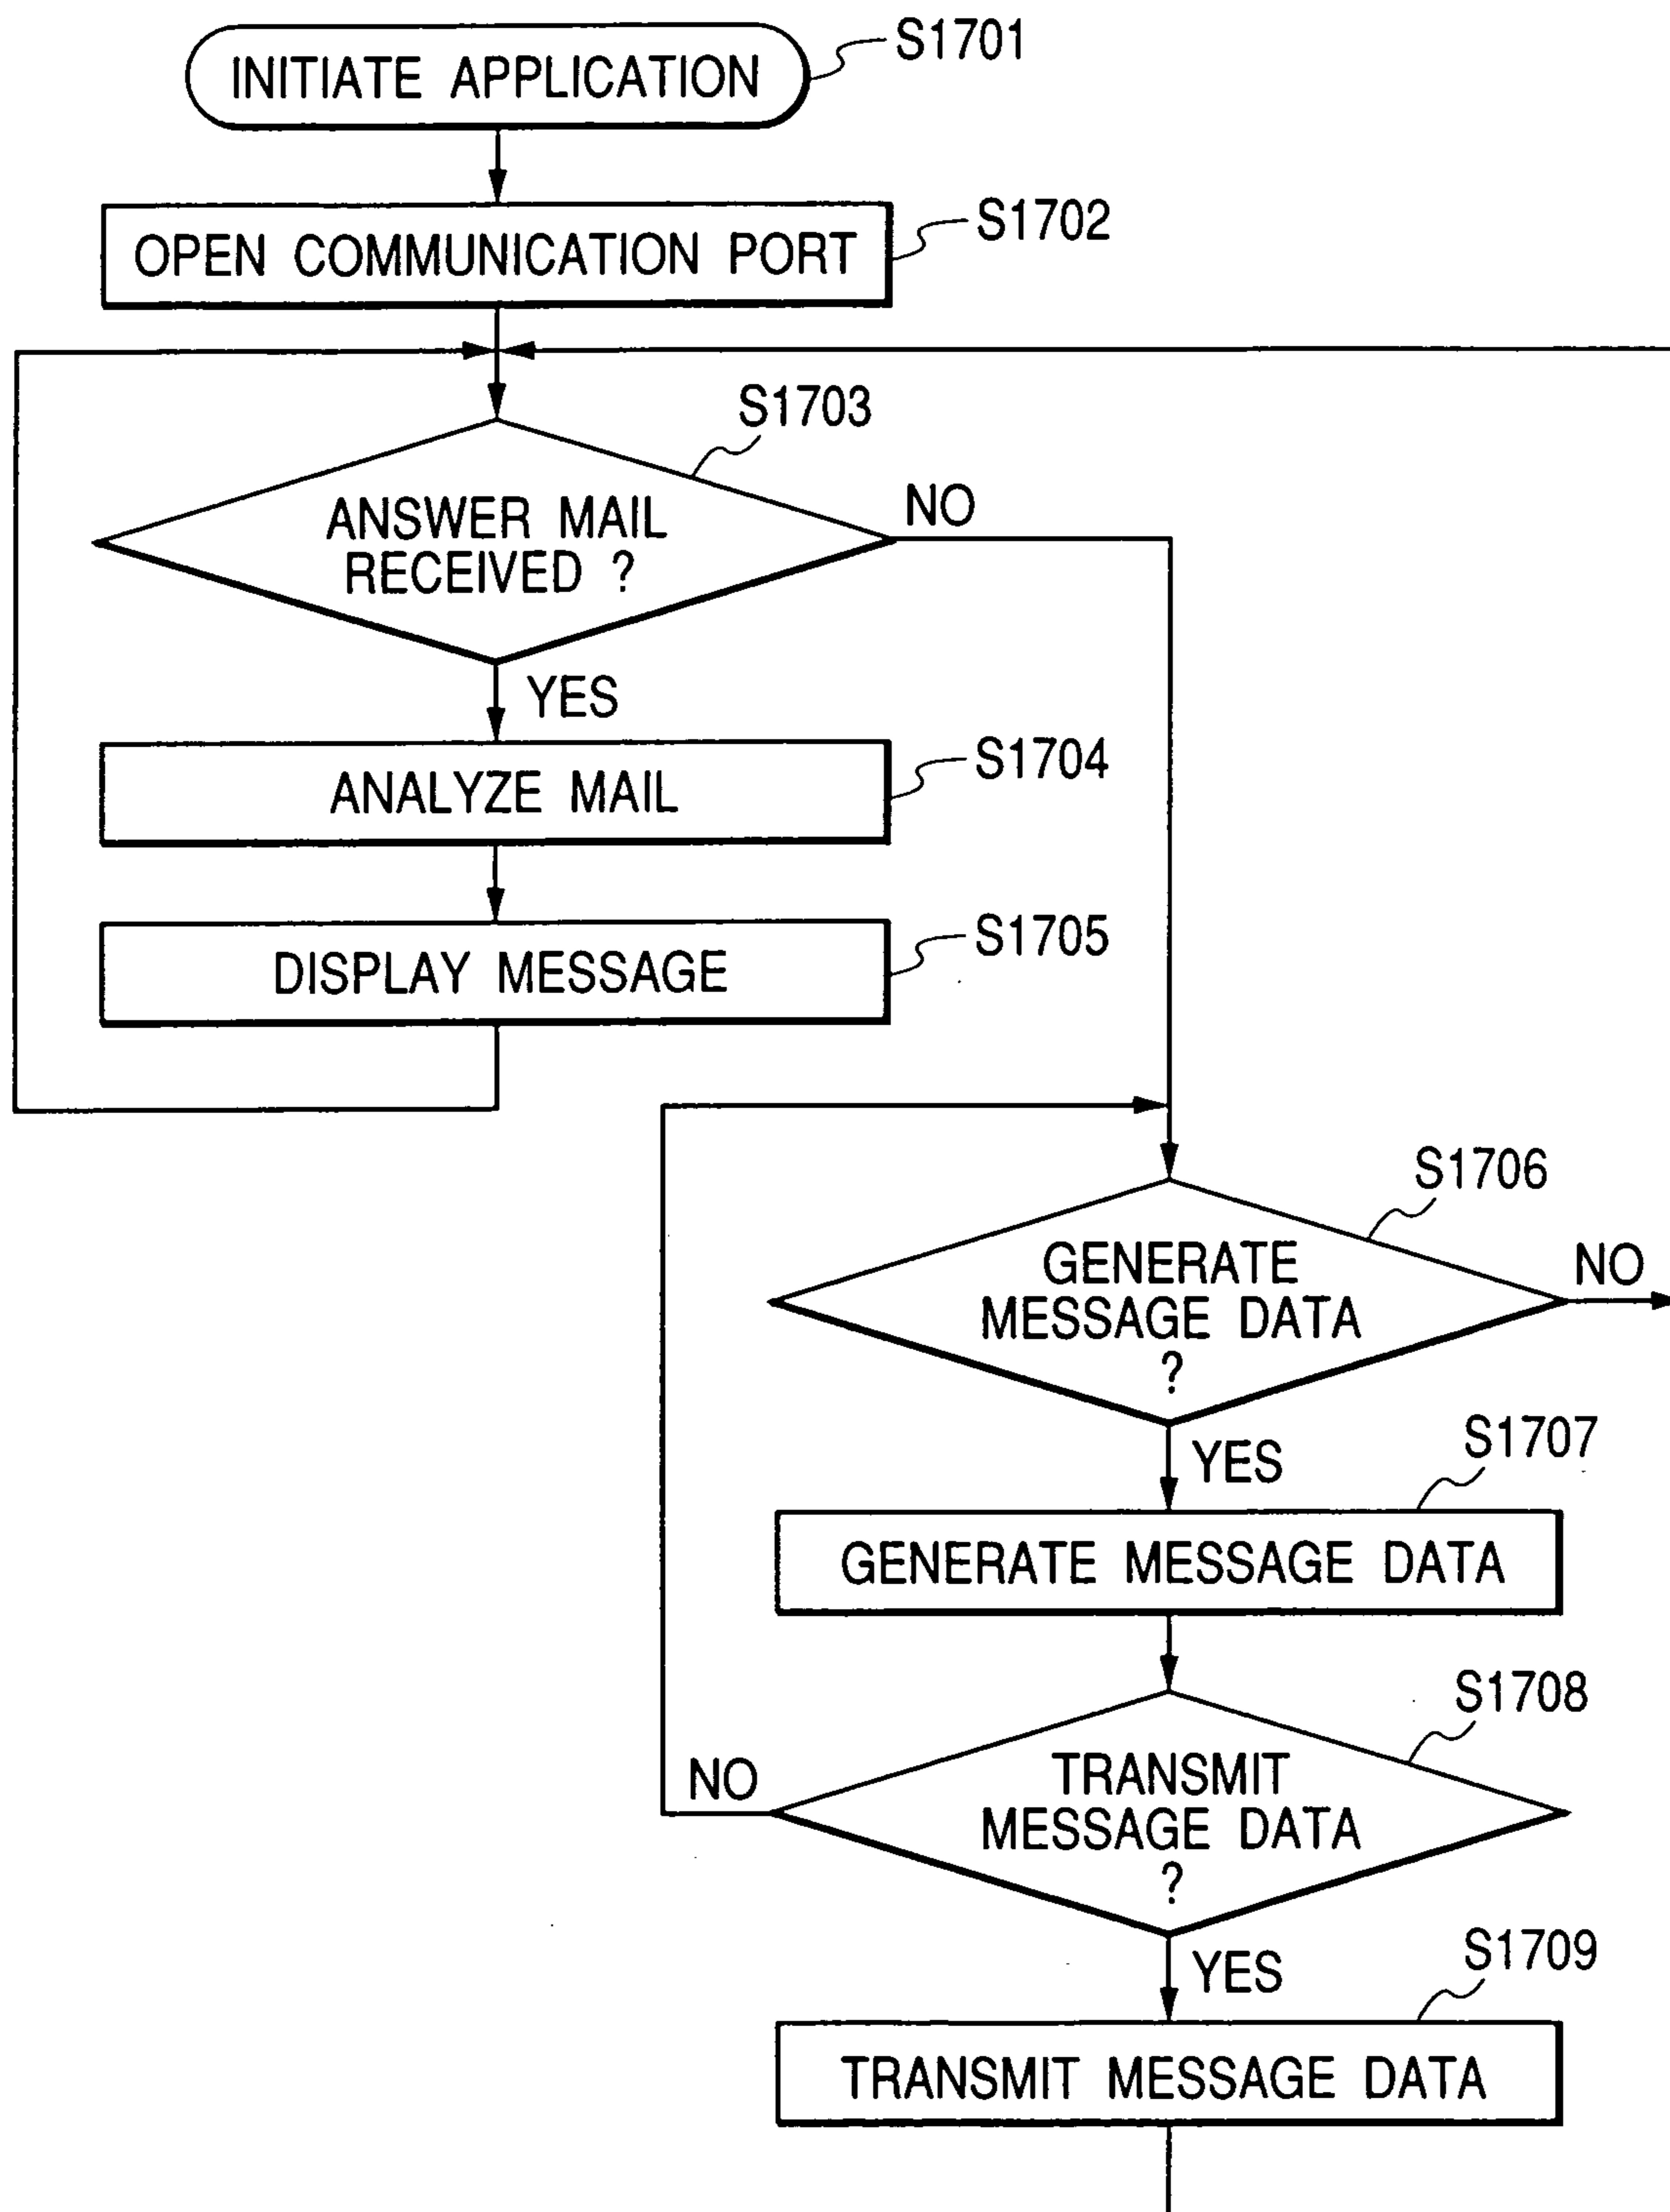 INITIATE APPLICATION
S1701
OPEN COMMUNICATION PORT
S1702
S1703
ANSWER MAIL
RECEIVED ?
NO
YES
ANALYZE MAIL
S1704
DISPLAY MESSAGE
S1705
S1706
GENERATE
MESSAGE DATA
?
NO
YES
S1707
GENERATE MESSAGE DATA
S1708
TRANSMIT
MESSAGE DATA
?
NO
YES
S1709
TRANSMIT MESSAGE DATA